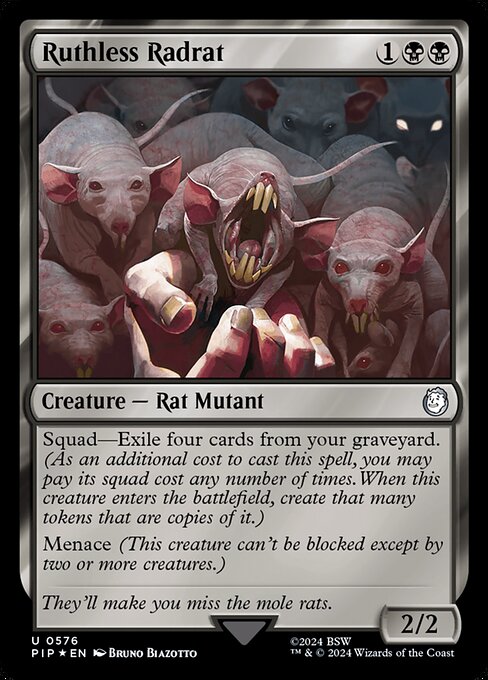 Ruthless Radrat 1
Creature — Rat Mutant
Squad—Exile four cards from your graveyard.
(As an additional cost to cast this spell, you may
pay its squad cost any number of times. When this
creature enters the battlefield, create that many
tokens that are copies of it.)
Menace (This creature can't be blocked except by
two or more creatures.)
They'll make you miss the mole rats.
2/2
U 0576
PIP★EN Bruno Biazotto
©2024 BSW
™ & © 2024 Wizards of the Coast